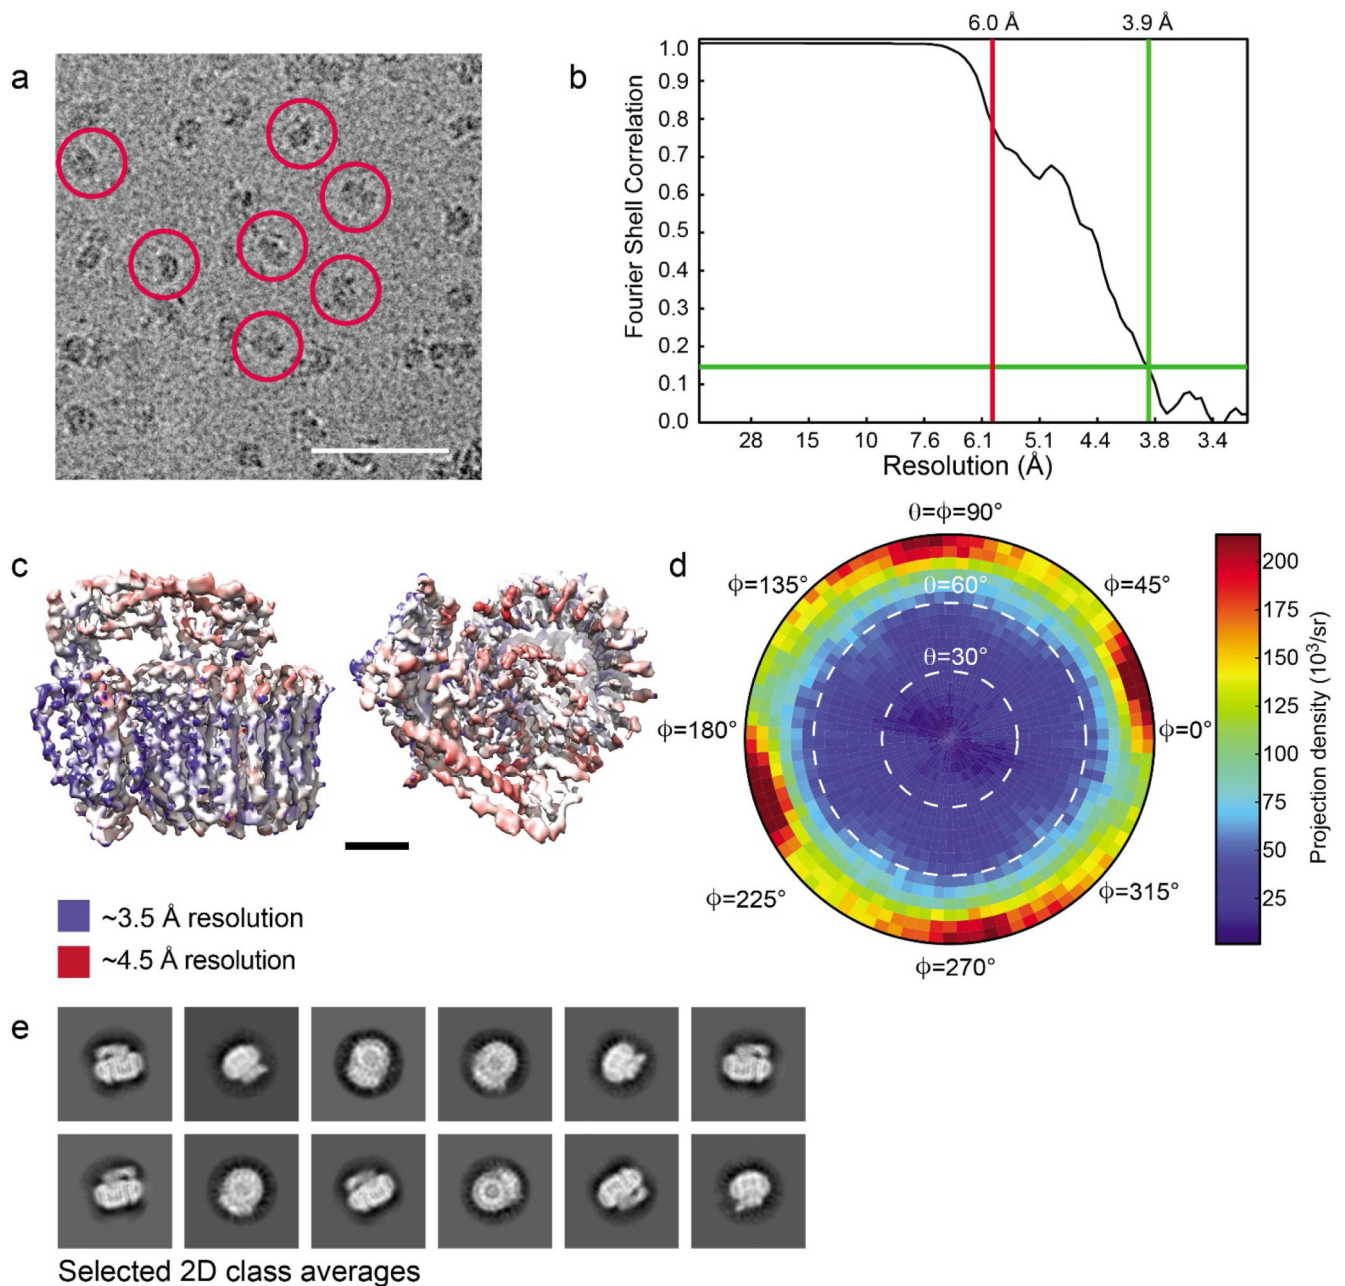 a
b
6.0 Å
3.9 Å
Fourier Shell Correlation
1.0
0.9
0.8
0.7
0.6
0.5
0.4
0.3
0.2
0.1
0.0
28
15
10
7.6
6.1
5.1
4.4
3.8
3.4
Resolution (Å)
c
~3.5 Å resolution
~4.5 Å resolution
d
θ=ϕ=90°
ϕ=135°
θ=60°
ϕ=45°
θ=30°
ϕ=180°
ϕ=0°
ϕ=225°
ϕ=315°
ϕ=270°
200
175
150
125
100
75
50
25
Projection density (10³/sr)
e
Selected 2D class averages